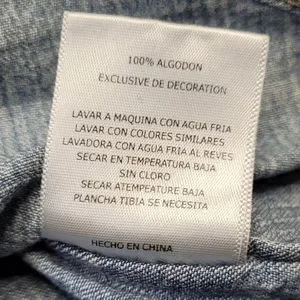 100% ALGODON
EXCLUSIVE DE DECORATION
LAVAR A MAQUINA CON AGUA FRIA
LAVAR CON COLORES SIMILARES
LAVADORA CON AGUA FRIA AL REVES
SECAR EN TEMPERATURA BAJA
SIN CLORO
SECAR ATEMPEATURE BAJA
PLANCHA TIBIA SE NECESITA
HECHO EN CHINA